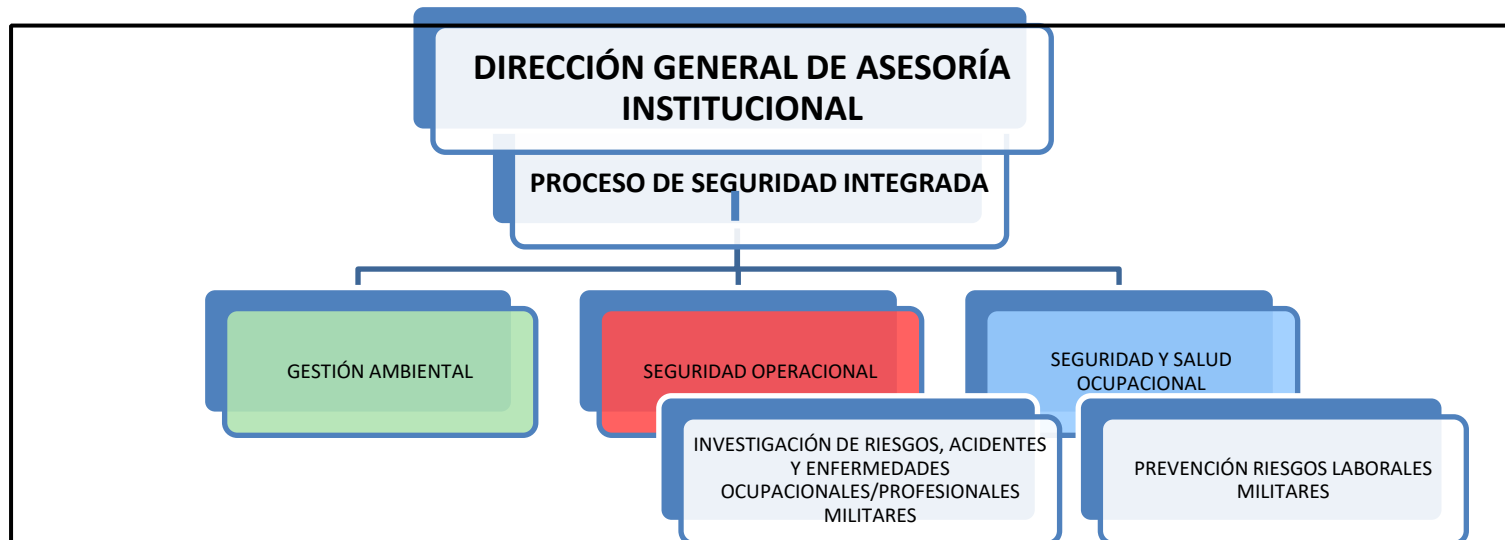 DIRECCIÓN GENERAL DE ASESORÍA
INSTITUCIONAL
PROCESO DE SEGURIDAD INTEGRADA
GESTIÓN AMBIENTAL
SEGURIDAD OPERACIONAL
SEGURIDAD Y SALUD
OCUPACIONAL
INVESTIGACIÓN DE RIESGOS, ACIDENTES
Y ENFERMEDADES
OCUPACIONALES/PROFESIONALES
MILITARES
PREVENCIÓN RIESGOS LABORALES
MILITARES